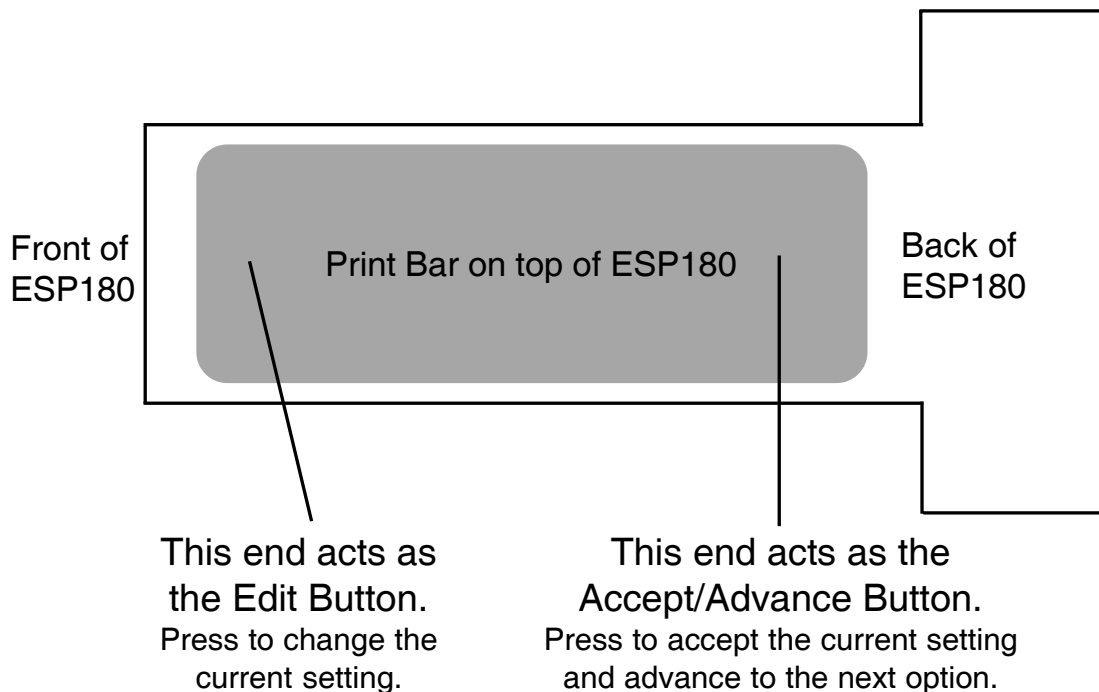 Front of
ESP180
Print Bar on top of ESP180
Back of
ESP180
This end acts as
the Edit Button.
Press to change the
current setting.
This end acts as the
Accept/Advance Button.
Press to accept the current setting
and advance to the next option.